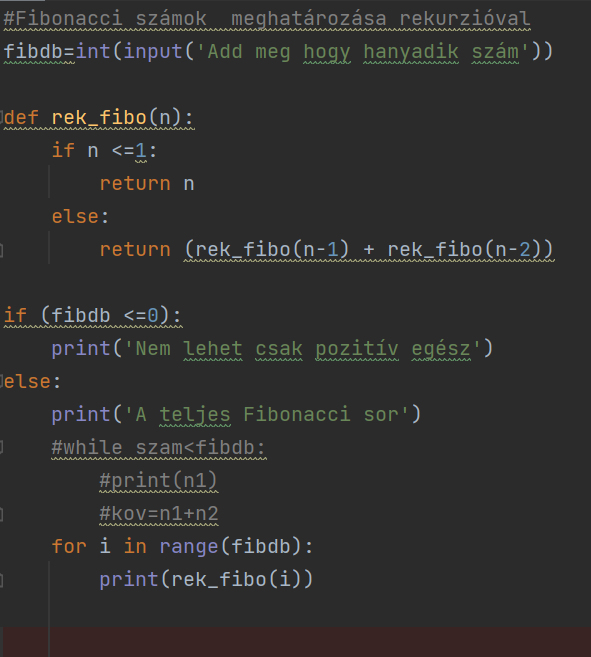 #Fibonacci számok  meghatározása rekurzióval
fibdb=int(input('Add meg hogy hanyadik szám'))
def rek_fibo(n):
    if n <=1:
        return n
    else:
        return (rek_fibo(n-1) + rek_fibo(n-2))
if (fibdb <=0):
    print('Nem lehet csak pozitív egész')
else:
    print('A teljes Fibonacci sor')
    #while szam<fibdb:
        #print(n1)
        #kov=n1+n2
    for i in range(fibdb):
        print(rek_fibo(i))